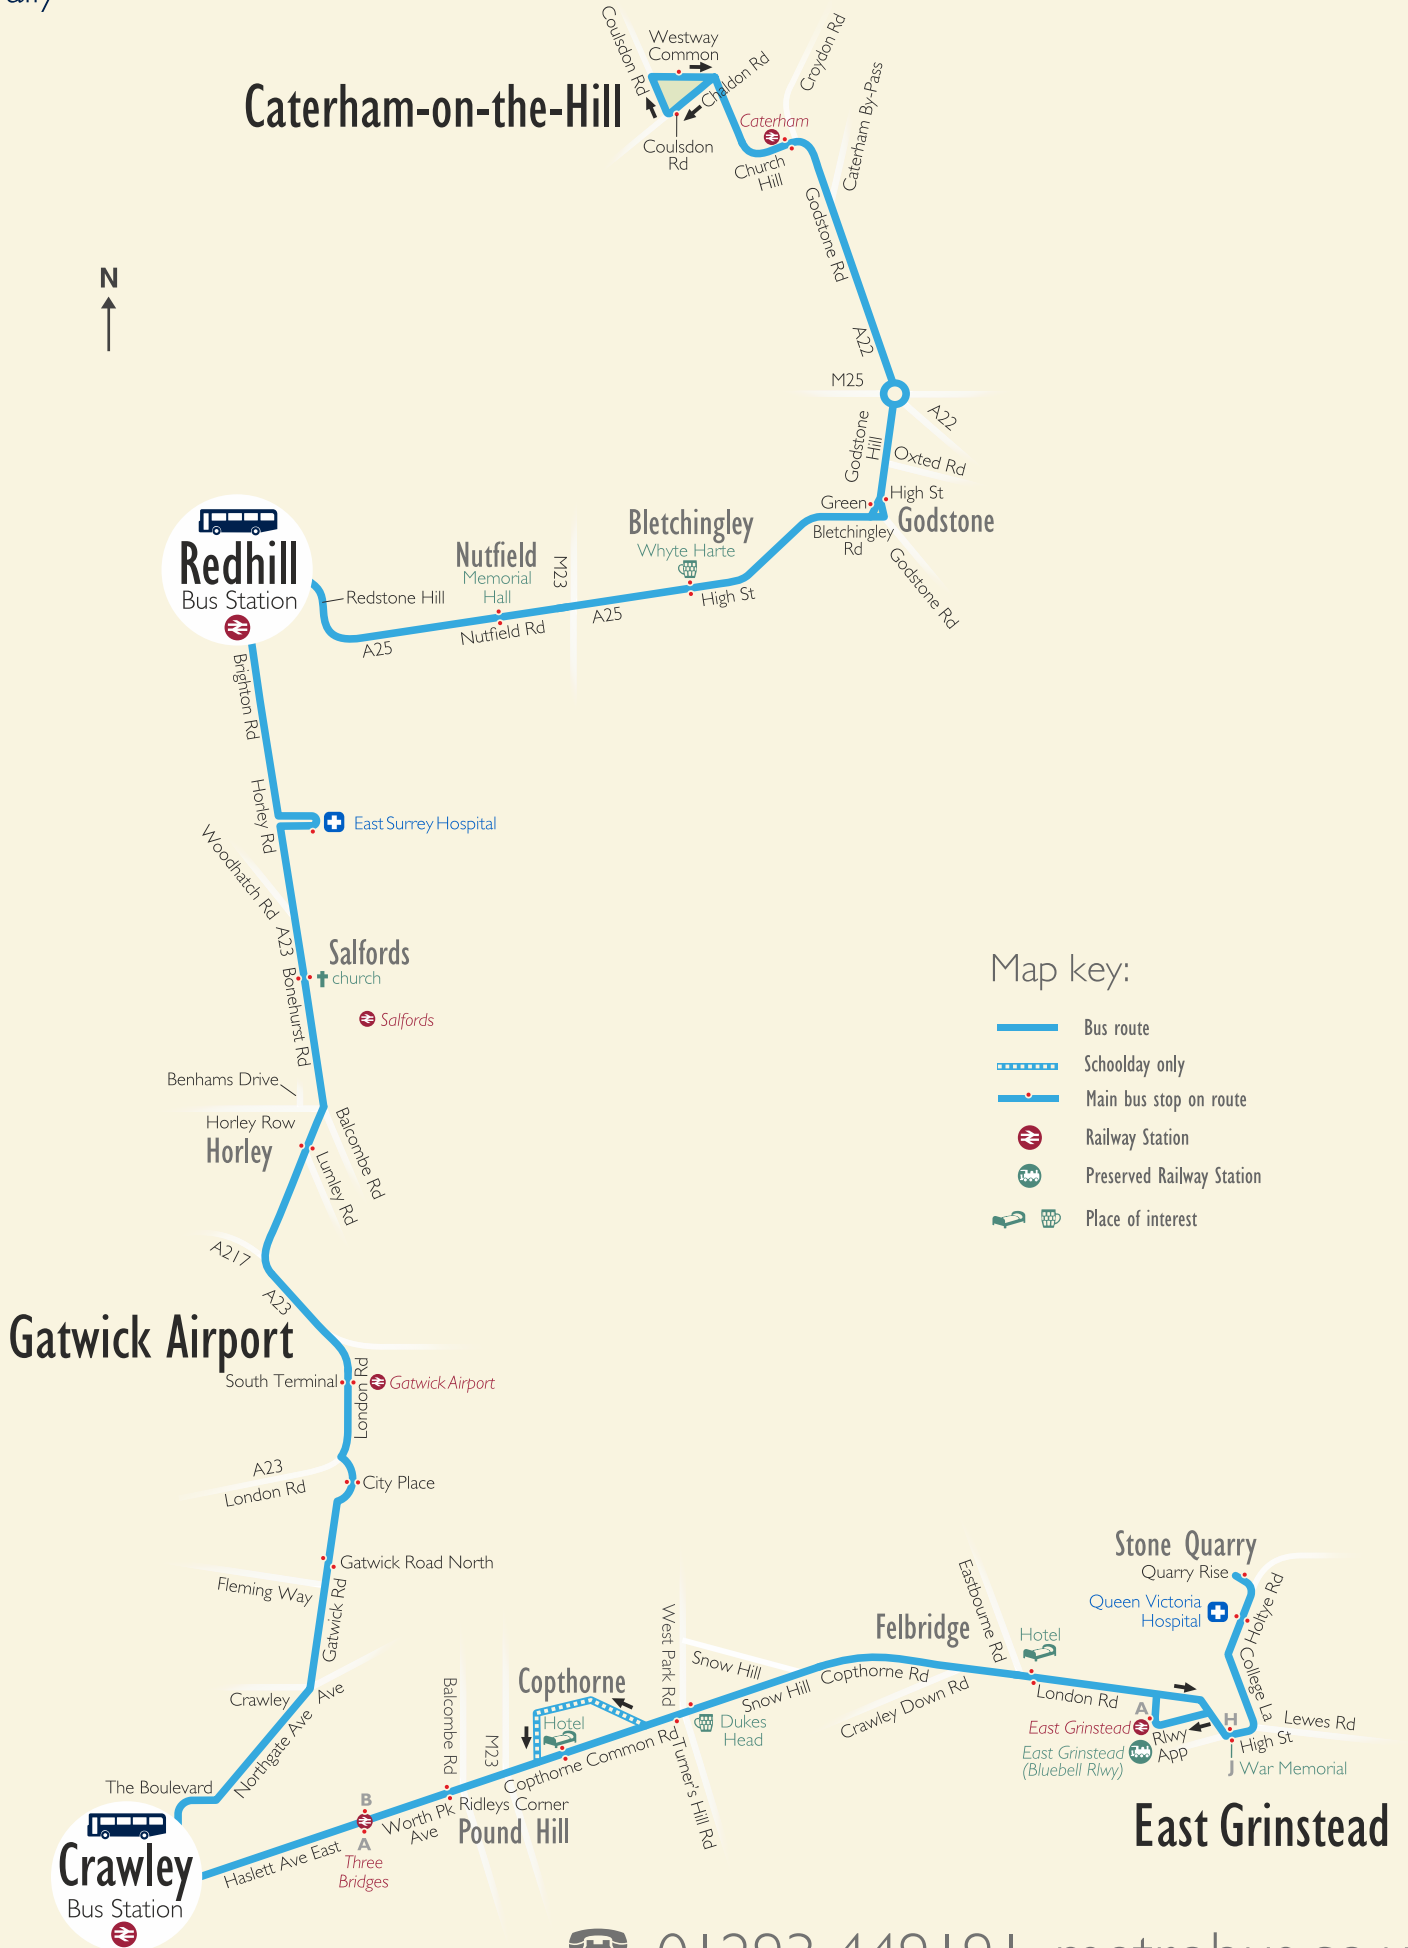 Coulsdon Rd
Westway
Common
Chaldon Rd
Croydon Rd
Caterham By-Pass
Caterham-on-the-Hill
Caterham
Coulsdon
Rd
Church
Hill
Godstone Rd
N
A22
M25
A22
Godstone
Hill
Oxted Rd
High St
Green
Godstone
Bletchingley
Rd
Godstone Rd
Bletchingley
Whyte Harte
High St
Nutfield
Memorial
Hall
M23
A25
Nutfield Rd
A25
Redstone Hill
Redhill
Bus Station
Brighton Rd
Horley Rd
East Surrey Hospital
Woodhatch Rd
A23
Salfords
church
Bonehurst Rd
Salfords
Benhams Drive
Horley Row
Horley
Balcombe Rd
Lumley Rd
A217
A23
Gatwick Airport
South Terminal
London Rd
Gatwick Airport
A23
London Rd
City Place
Gatwick Road North
Fleming Way
Gatwick Rd
Crawley
Ave
Northgate Ave
The Boulevard
Crawley
Bus Station
Haslett Ave East
B
A
Three
Bridges
Worth Pk
Ave
Balcombe Rd
M23
Ridleys Corner
Pound Hill
Copthorne
Hotel
Copthorne Common Rd
West Park Rd
Snow Hill
Dukes
Head
Turner's Hill Rd
Snow Hill
Felbridge
Copthorne Rd
Crawley Down Rd
Eastbourne Rd
Hotel
London Rd
A
East Grinstead
East Grinstead
(Bluebell Rlwy)
Rlwy
App
H
High St
J
War Memorial
Lewes Rd
College La
Holtye Rd
Stone Quarry
Quarry Rise
Queen Victoria
Hospital
East Grinstead
Map key:
Bus route
Schoolday only
Main bus stop on route
Railway Station
Preserved Railway Station
Place of interest